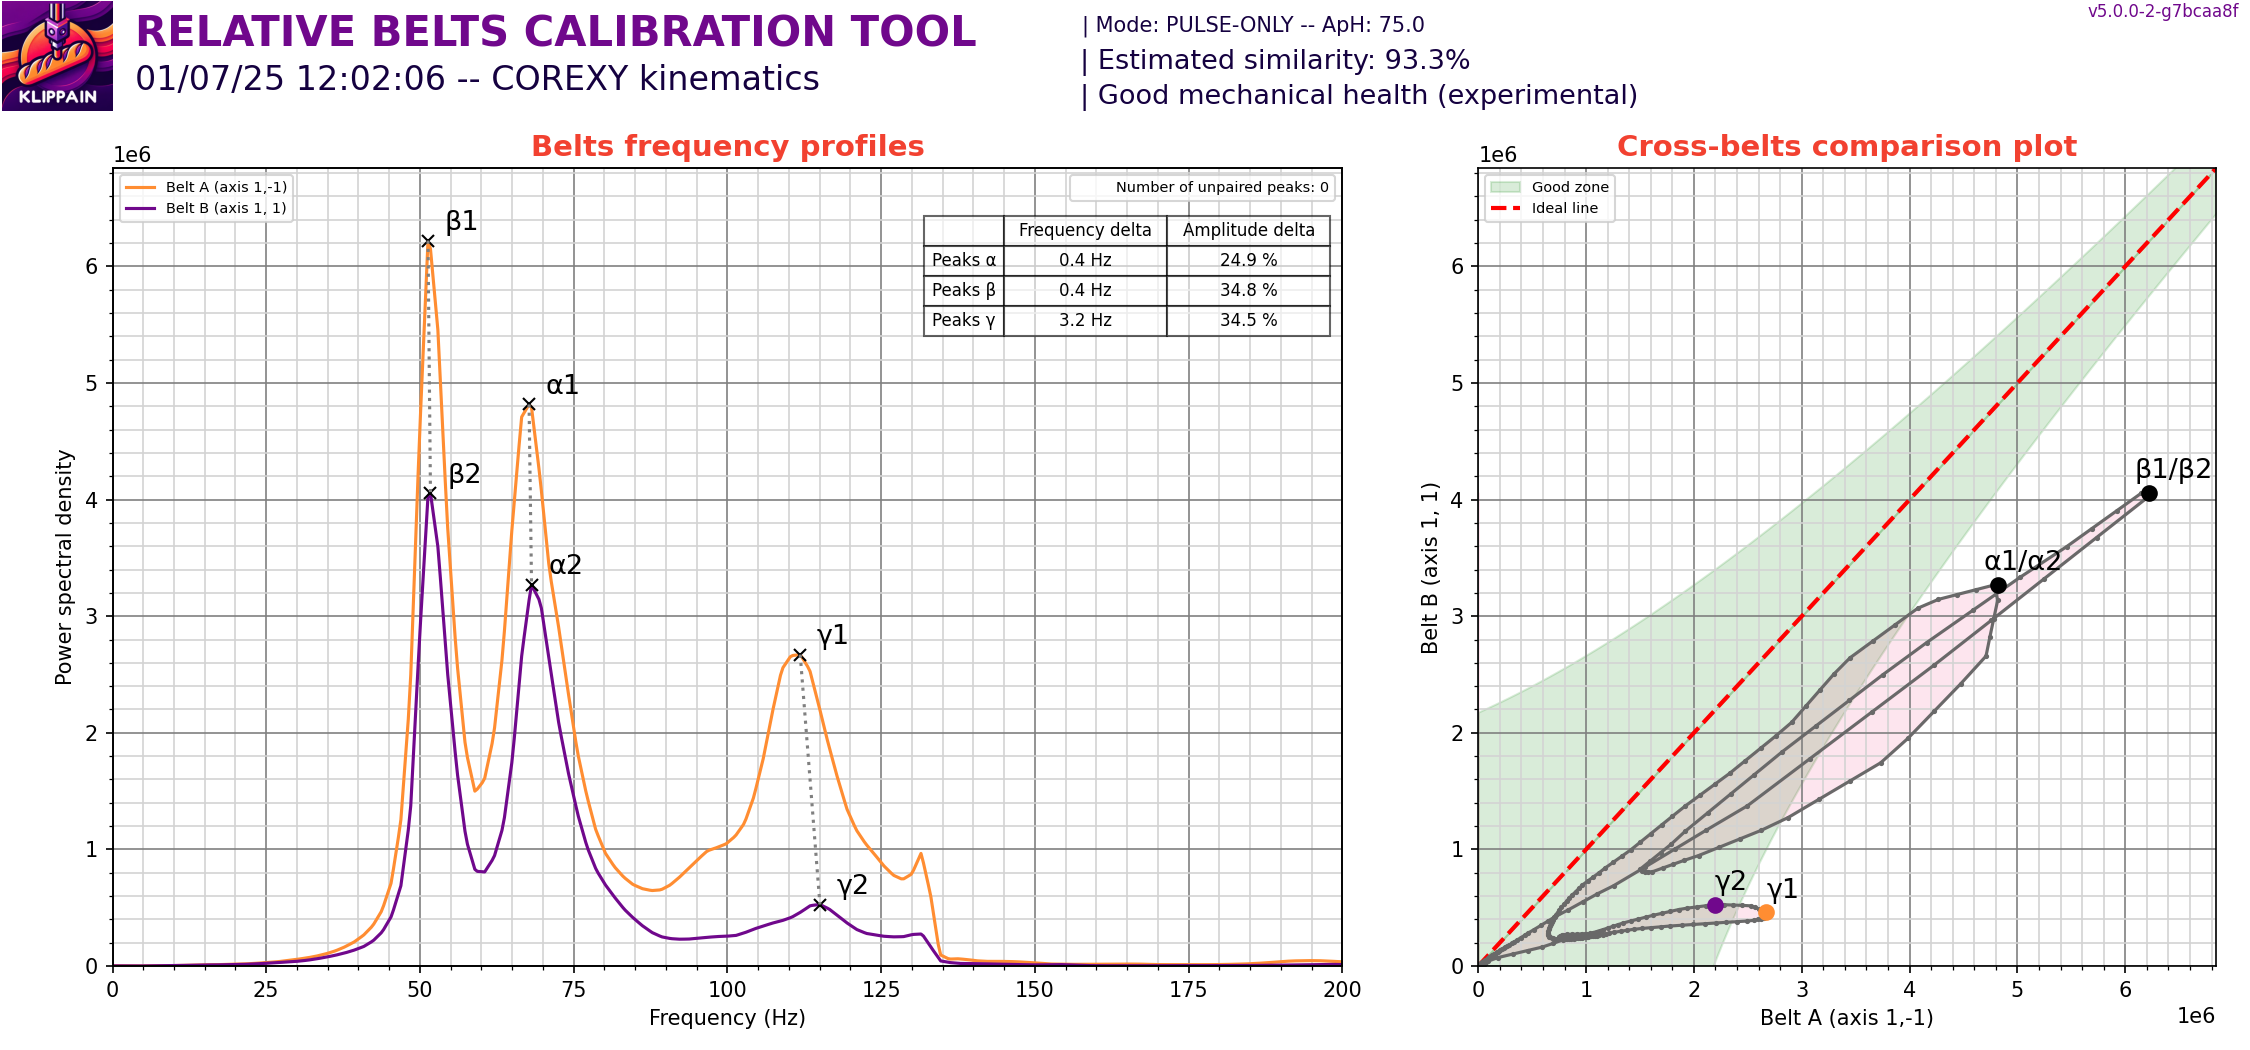 KLIPPAIN
RELATIVE BELTS CALIBRATION TOOL
01/07/25 12:02:06 -- COREXY kinematics
| Mode: PULSE-ONLY -- ApH: 75.0
| Estimated similarity: 93.3%
| Good mechanical health (experimental)
v5.0.0-2-g7bcaa8f
Belts frequency profiles
1e6
Belt A (axis 1,-1)
Belt B (axis 1, 1)
Number of unpaired peaks: 0
Frequency delta Amplitude delta
Peaks α 0.4 Hz 24.9 %
Peaks β 0.4 Hz 34.8 %
Peaks γ 3.2 Hz 34.5 %
β1
α1
β2
α2
γ1
γ2
6
5
4
3
2
1
0
Power spectral density
0 25 50 75 100 125 150 175 200
Frequency (Hz)
Cross-belts comparison plot
1e6
Good zone
Ideal line
β1/β2
α1/α2
γ2 γ1
6
5
4
3
2
1
0
Belt B (axis 1, 1)
0 1 2 3 4 5 6
Belt A (axis 1,-1)
1e6